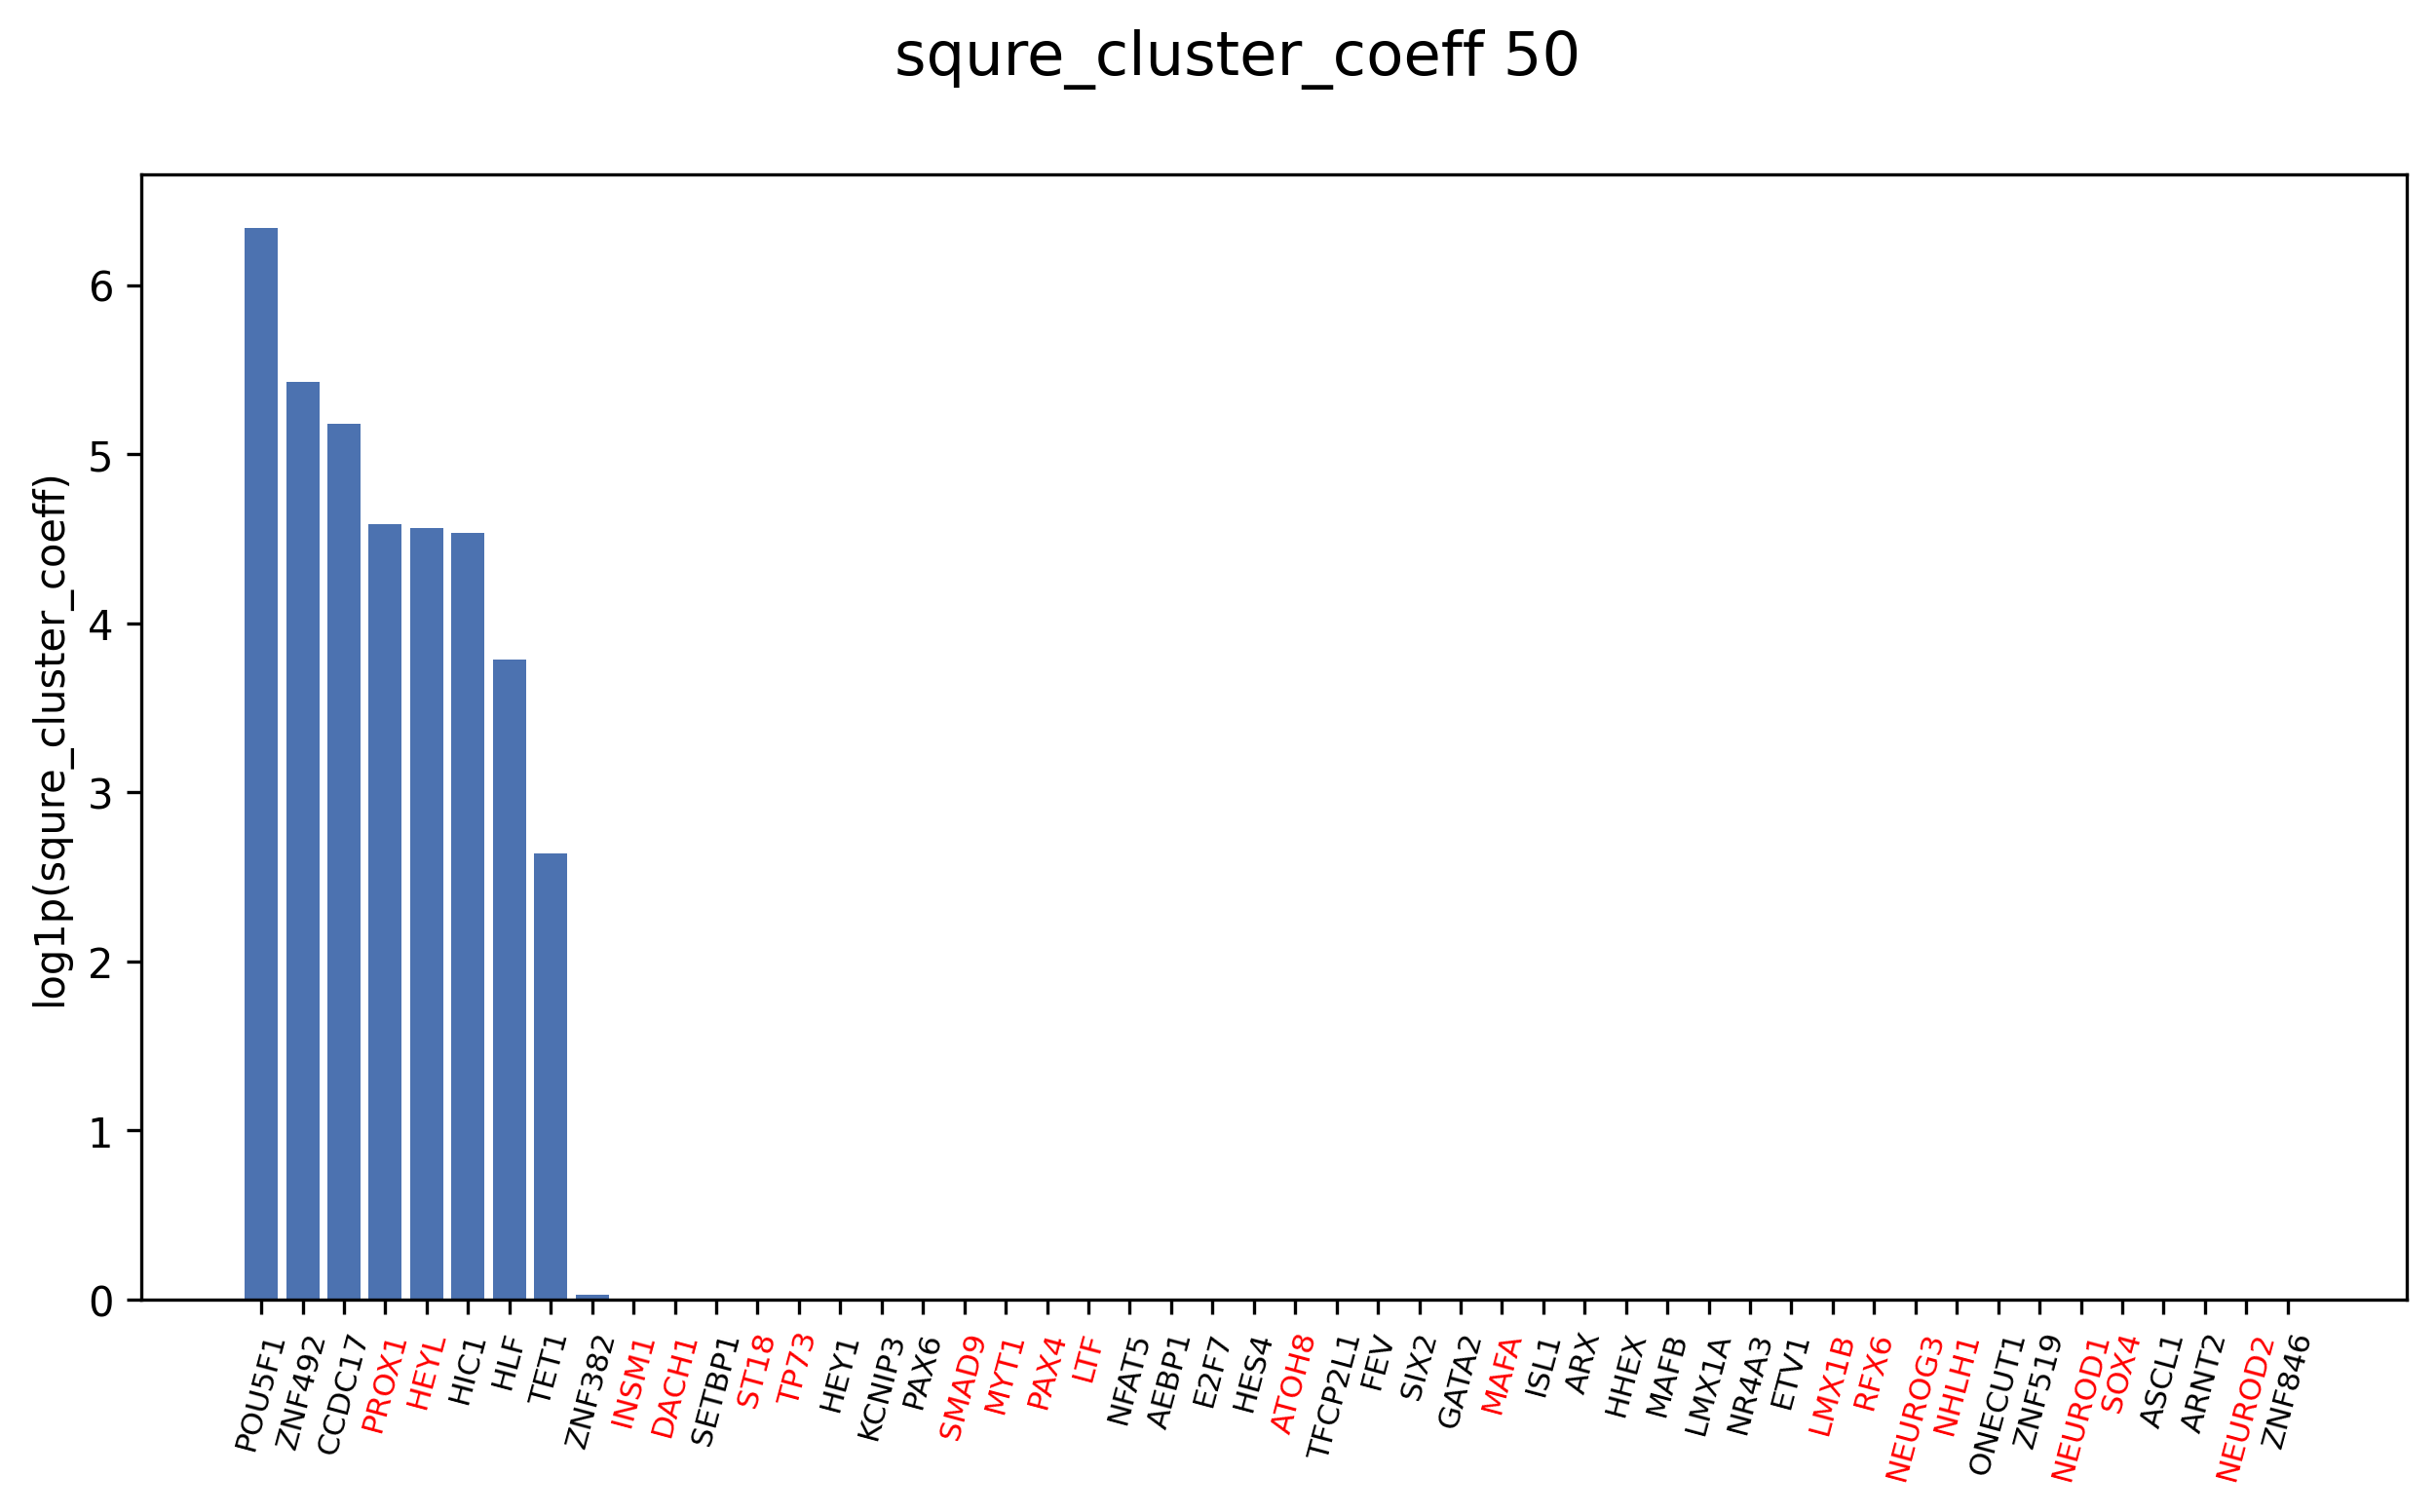 squre_cluster_coeff 50
log1p(squre_cluster_coeff)
6
5
4
3
2
1
0
POU5F1
ZNF492
CCDC17
PROX1
HEYL
HIC1
HLF
TET1
ZNF382
INSM1
DACH1
SETBP1
ST18
TP73
HEY1
KCNIP3
PAX6
SMAD9
MYT1
PAX4
LTF
NFAT5
AEBP1
E2F7
HES4
ATOH8
TFCP2L1
FEV
SIX2
GATA2
MAFA
ISL1
ARX
HHEX
MAFB
LMX1A
NR4A3
ETV1
LMX1B
RFX6
NEUROG3
NHLH1
ONECUT1
ZNF519
NEUROD1
SOX4
ASCL1
ARNT2
NEUROD2
ZNF846